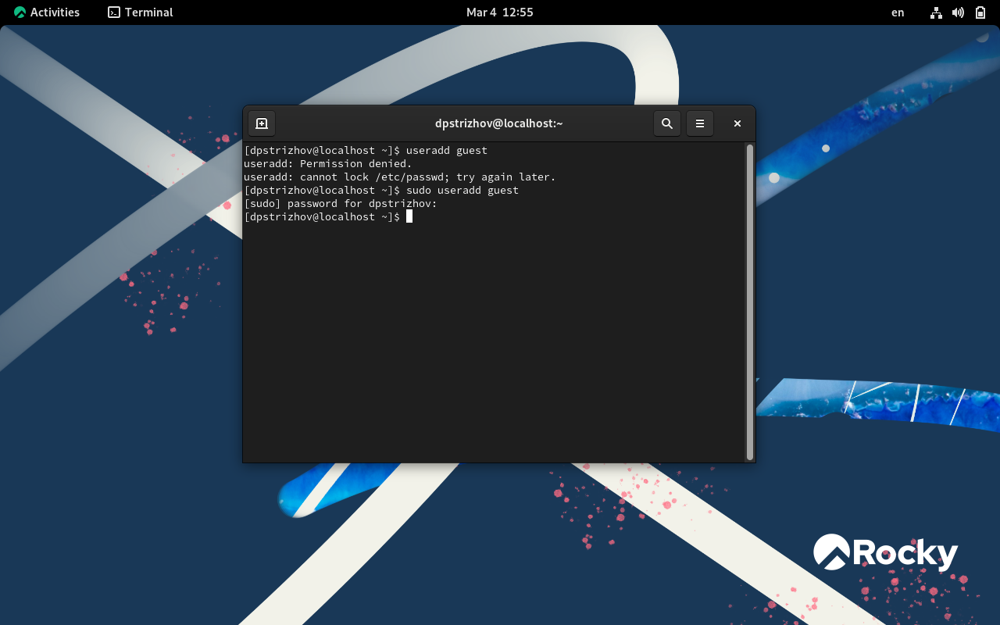 Activities Terminal Mar 4 12:55 en
dpstrizhov@localhost:~
[dpstrizhov@localhost ~]$ useradd guest
useradd: Permission denied.
useradd: cannot lock /etc/passwd; try again later.
[dpstrizhov@localhost ~]$ sudo useradd guest
[sudo] password for dpstrizhov:
[dpstrizhov@localhost ~]$
Rocky